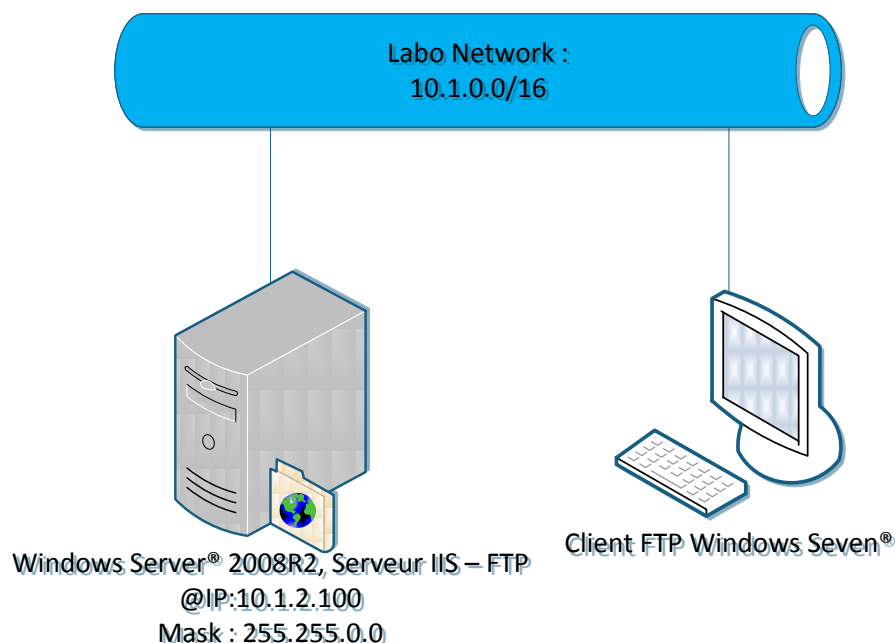 Labo Network :
10.1.0.0/16
Windows Server® 2008R2, Serveur IIS – FTP
@IP:10.1.2.100
Mask : 255.255.0.0
Client FTP Windows Seven®